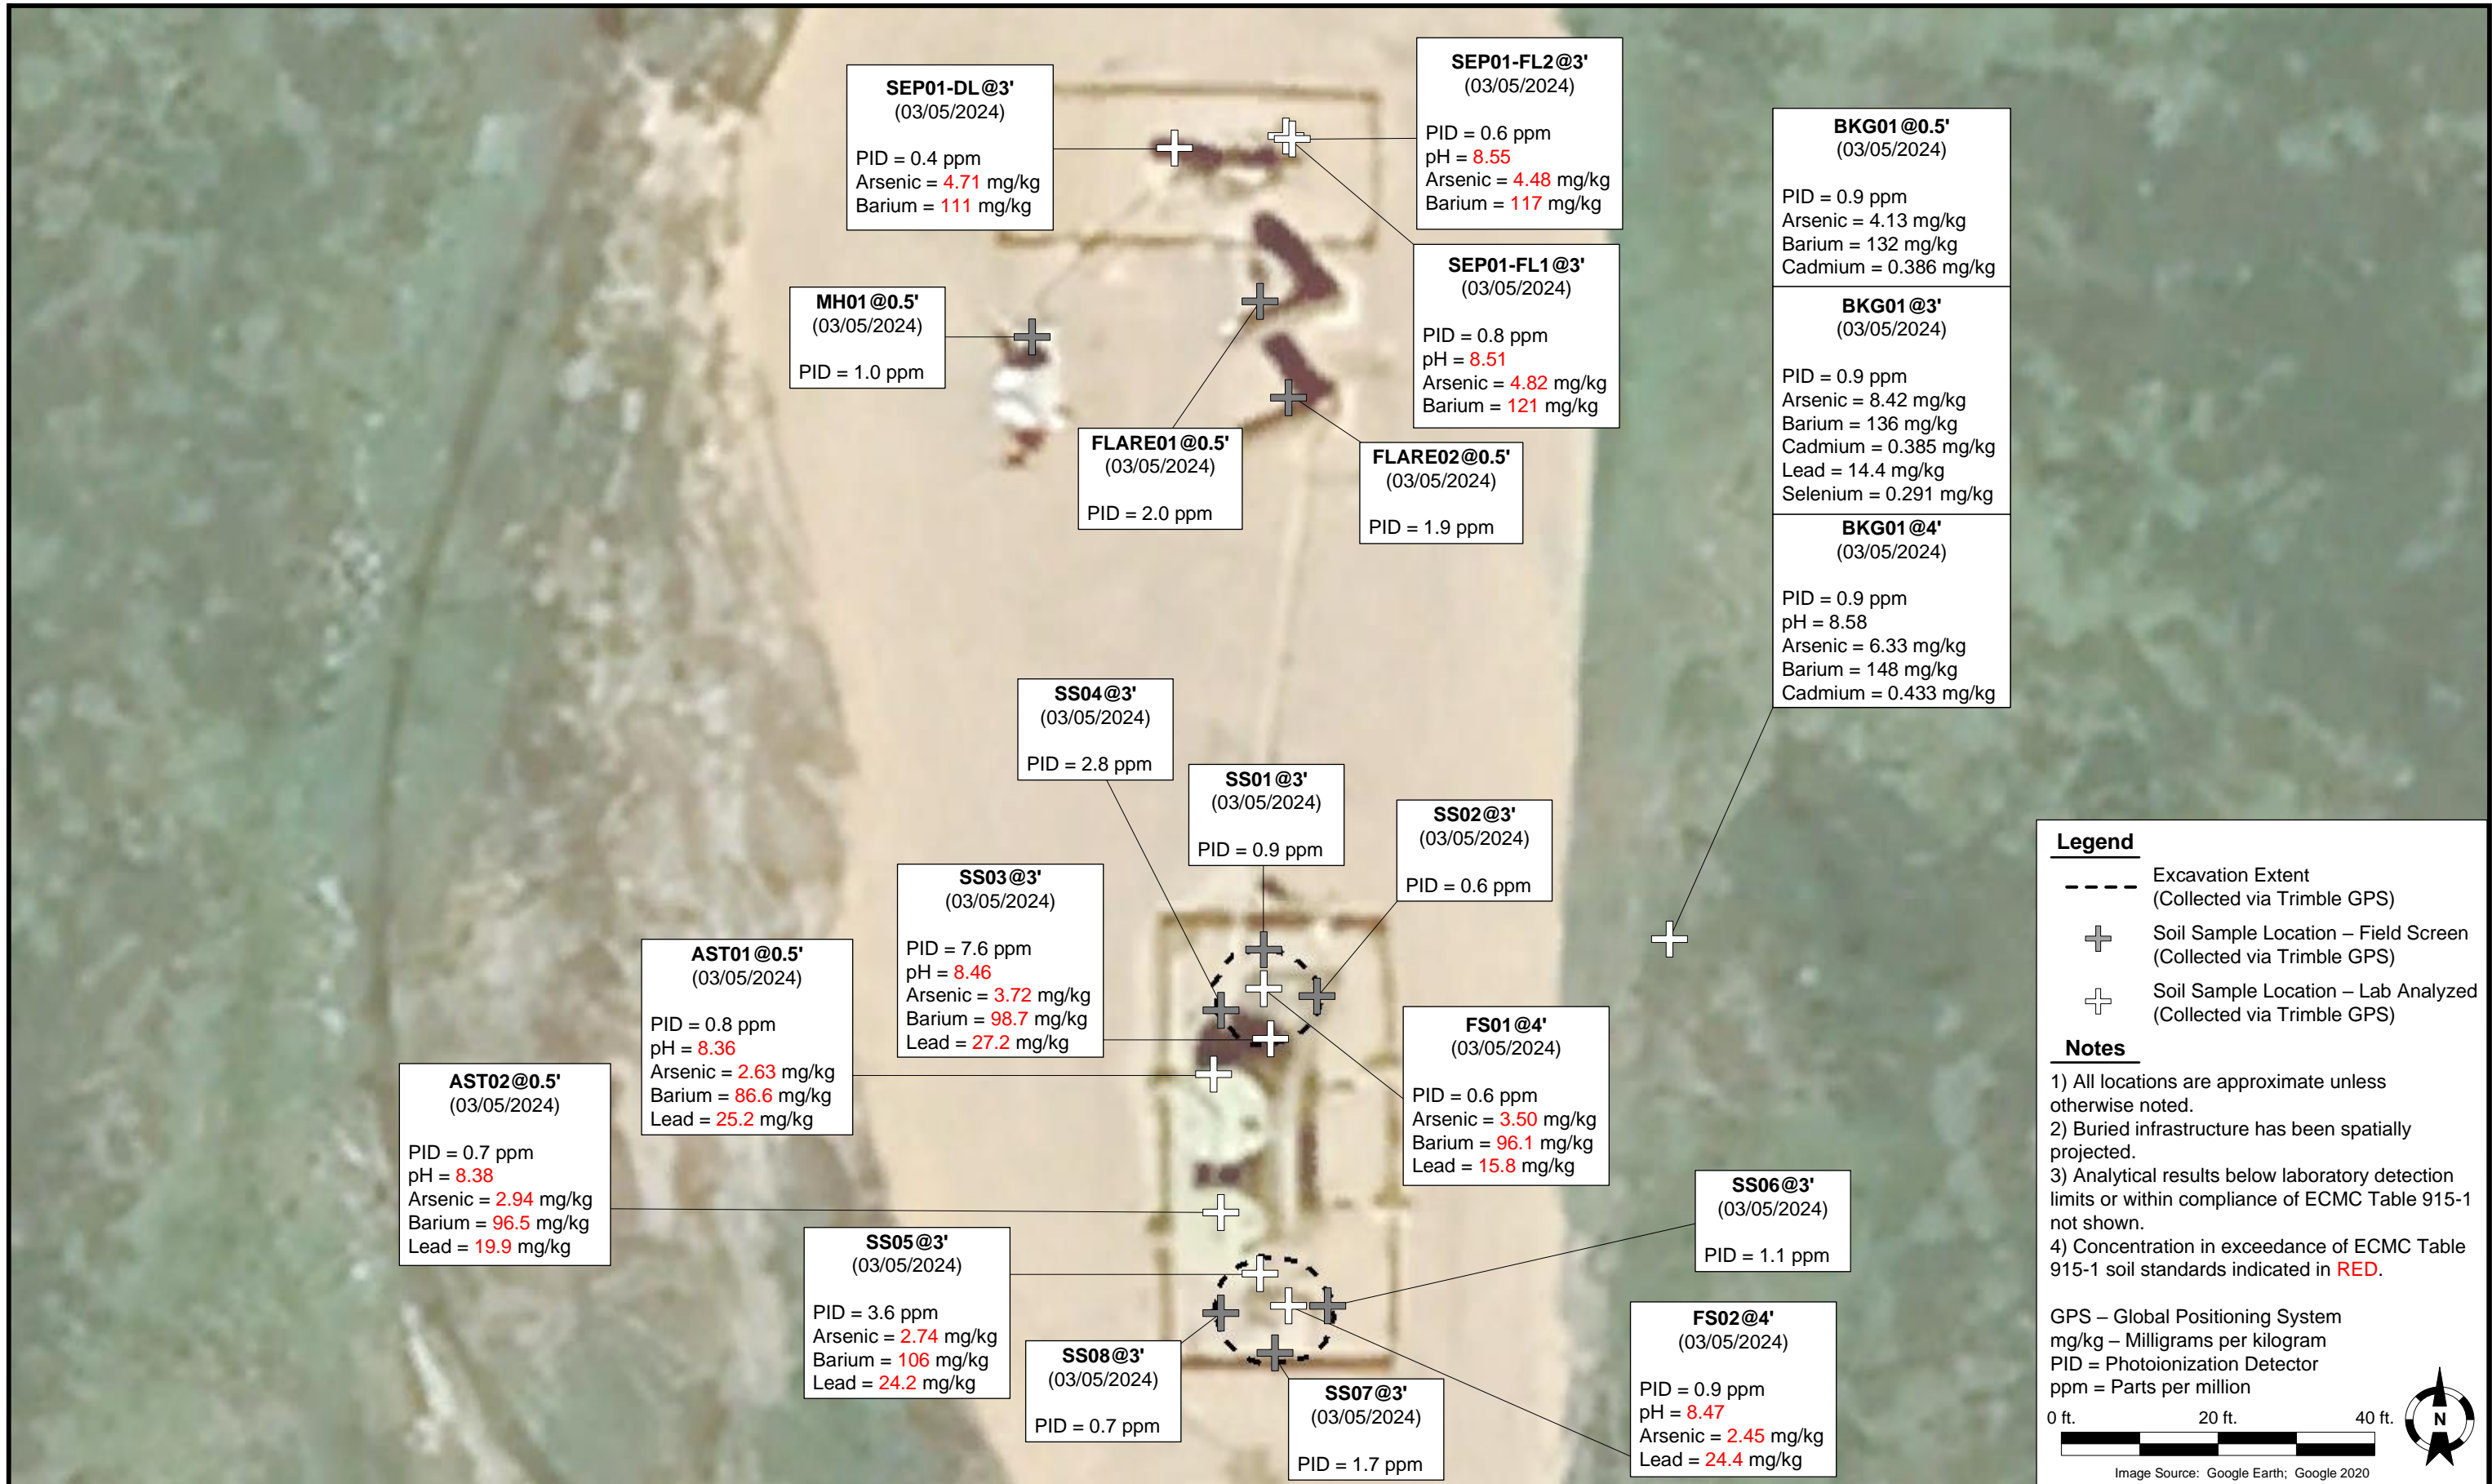 SEP01-DL@3'
(03/05/2024)
PID = 0.4 ppm
Arsenic = 4.71 mg/kg
Barium = 111 mg/kg
SEP01-FL2@3'
(03/05/2024)
PID = 0.6 ppm
pH = 8.55
Arsenic = 4.48 mg/kg
Barium = 117 mg/kg
BKG01@0.5'
(03/05/2024)
PID = 0.9 ppm
Arsenic = 4.13 mg/kg
Barium = 132 mg/kg
Cadmium = 0.386 mg/kg
BKG01@3'
(03/05/2024)
PID = 0.9 ppm
Arsenic = 8.42 mg/kg
Barium = 136 mg/kg
Cadmium = 0.385 mg/kg
Lead = 14.4 mg/kg
Selenium = 0.291 mg/kg
BKG01@4'
(03/05/2024)
PID = 0.9 ppm
pH = 8.58
Arsenic = 6.33 mg/kg
Barium = 148 mg/kg
Cadmium = 0.433 mg/kg
SEP01-FL1@3'
(03/05/2024)
PID = 0.8 ppm
pH = 8.51
Arsenic = 4.82 mg/kg
Barium = 121 mg/kg
MH01@0.5'
(03/05/2024)
PID = 1.0 ppm
FLARE01@0.5'
(03/05/2024)
PID = 2.0 ppm
FLARE02@0.5'
(03/05/2024)
PID = 1.9 ppm
SS04@3'
(03/05/2024)
PID = 2.8 ppm
SS01@3'
(03/05/2024)
PID = 0.9 ppm
SS02@3'
(03/05/2024)
PID = 0.6 ppm
SS03@3'
(03/05/2024)
PID = 7.6 ppm
pH = 8.46
Arsenic = 3.72 mg/kg
Barium = 98.7 mg/kg
Lead = 27.2 mg/kg
AST01@0.5'
(03/05/2024)
PID = 0.8 ppm
pH = 8.36
Arsenic = 2.63 mg/kg
Barium = 86.6 mg/kg
Lead = 25.2 mg/kg
FS01@4'
(03/05/2024)
PID = 0.6 ppm
Arsenic = 3.50 mg/kg
Barium = 96.1 mg/kg
Lead = 15.8 mg/kg
AST02@0.5'
(03/05/2024)
PID = 0.7 ppm
pH = 8.38
Arsenic = 2.94 mg/kg
Barium = 96.5 mg/kg
Lead = 19.9 mg/kg
SS05@3'
(03/05/2024)
PID = 3.6 ppm
Arsenic = 2.74 mg/kg
Barium = 106 mg/kg
Lead = 24.2 mg/kg
SS06@3'
(03/05/2024)
PID = 1.1 ppm
SS08@3'
(03/05/2024)
PID = 0.7 ppm
SS07@3'
(03/05/2024)
PID = 1.7 ppm
FS02@4'
(03/05/2024)
PID = 0.9 ppm
pH = 8.47
Arsenic = 2.45 mg/kg
Lead = 24.4 mg/kg
Legend
Excavation Extent
(Collected via Trimble GPS)
Soil Sample Location – Field Screen
(Collected via Trimble GPS)
Soil Sample Location – Lab Analyzed
(Collected via Trimble GPS)
Notes
1) All locations are approximate unless
otherwise noted.
2) Buried infrastructure has been spatially
projected.
3) Analytical results below laboratory detection
limits or within compliance of ECMC Table 915-1
not shown.
4) Concentration in exceedance of ECMC Table
915-1 soil standards indicated in RED.
GPS – Global Positioning System
mg/kg – Milligrams per kilogram
PID = Photoionization Detector
ppm = Parts per million
0 ft. 20 ft. 40 ft.
N
Image Source: Google Earth; Google 2020